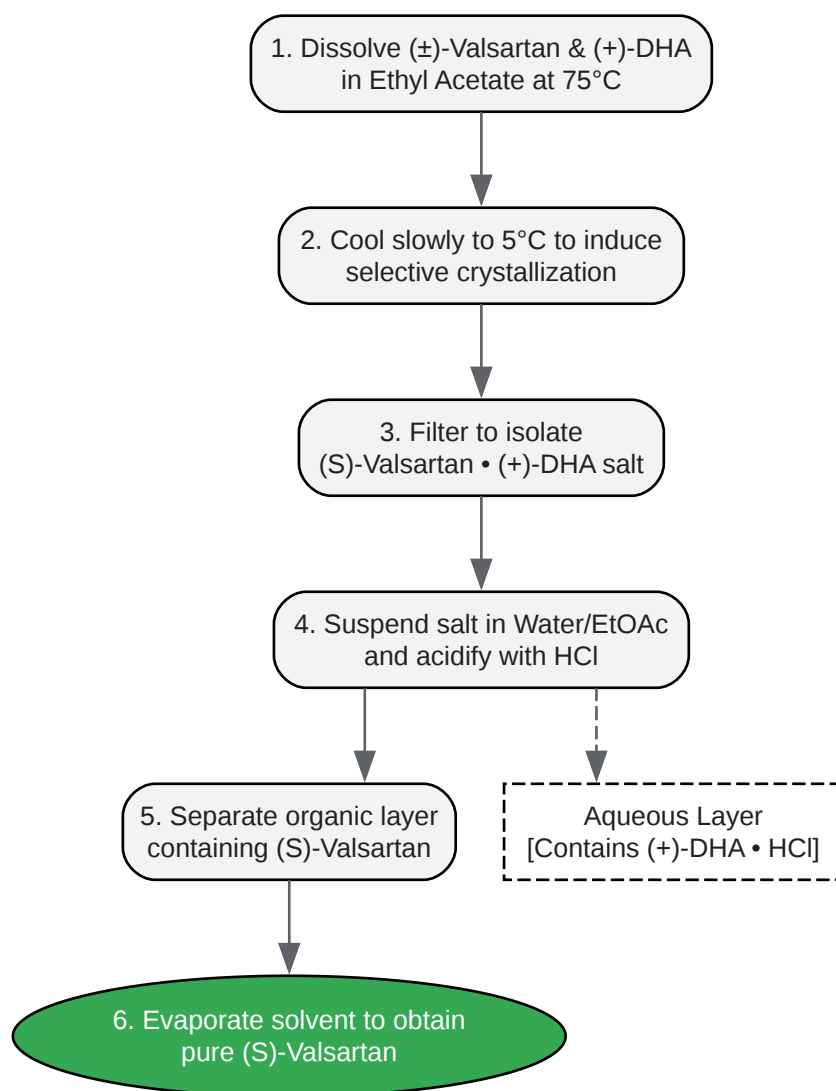 1. Dissolve (±)-Valsartan & (+)-DHA
in Ethyl Acetate at 75°C
2. Cool slowly to 5°C to induce
selective crystallization
3. Filter to isolate
(S)-Valsartan • (+)-DHA salt
4. Suspend salt in Water/EtOAc
and acidify with HCl
5. Separate organic layer
containing (S)-Valsartan
Aqueous Layer
[Contains (+)-DHA • HCl]
6. Evaporate solvent to obtain
pure (S)-Valsartan